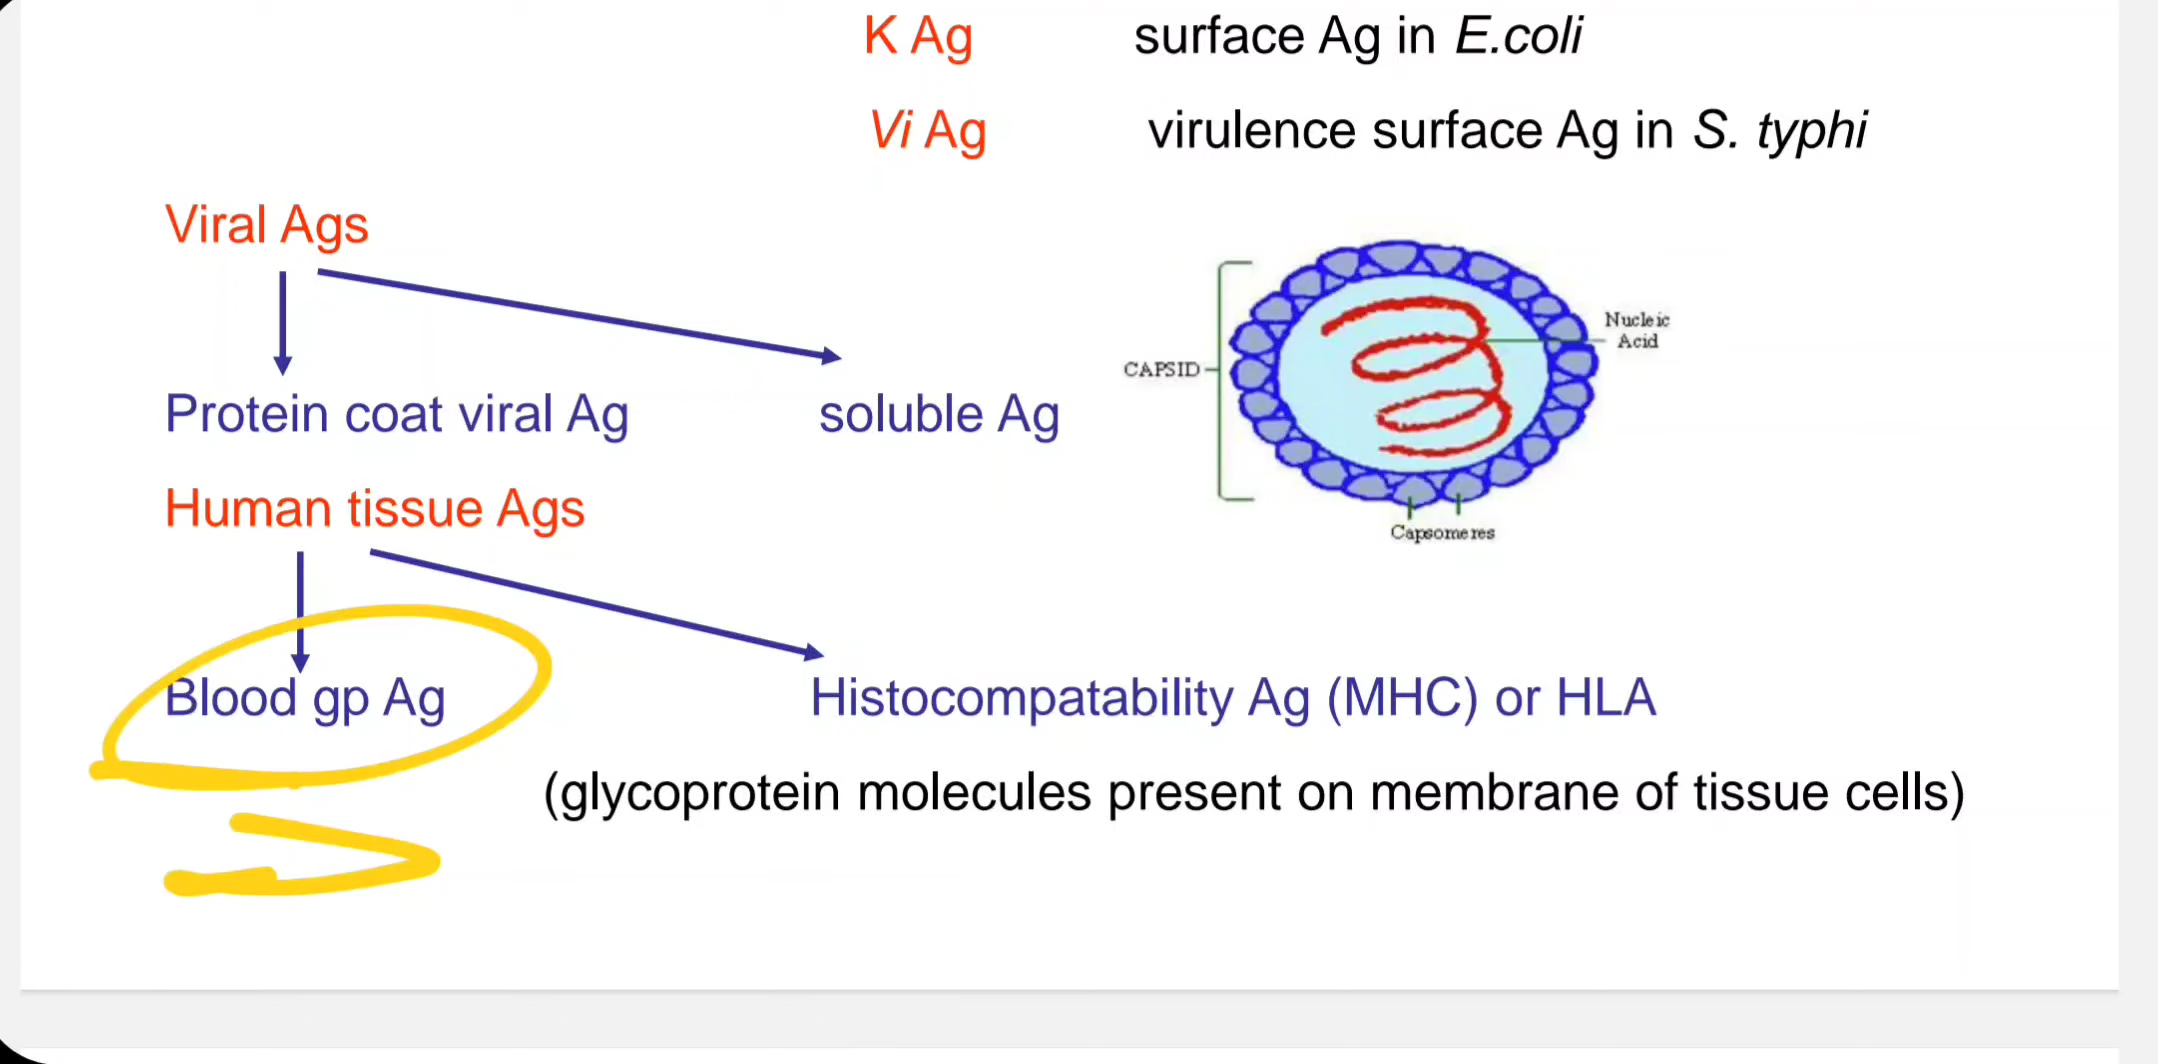 K Ag surface Ag in E.coli
Vi Ag virulence surface Ag in S. typhi
Viral Ags
Nucleic
Acid
CAPSID
Protein coat viral Ag soluble Ag
Human tissue Ags
Capsomeres
Blood gp Ag Histocompatability Ag (MHC) or HLA
(glycoprotein molecules present on membrane of tissue cells)